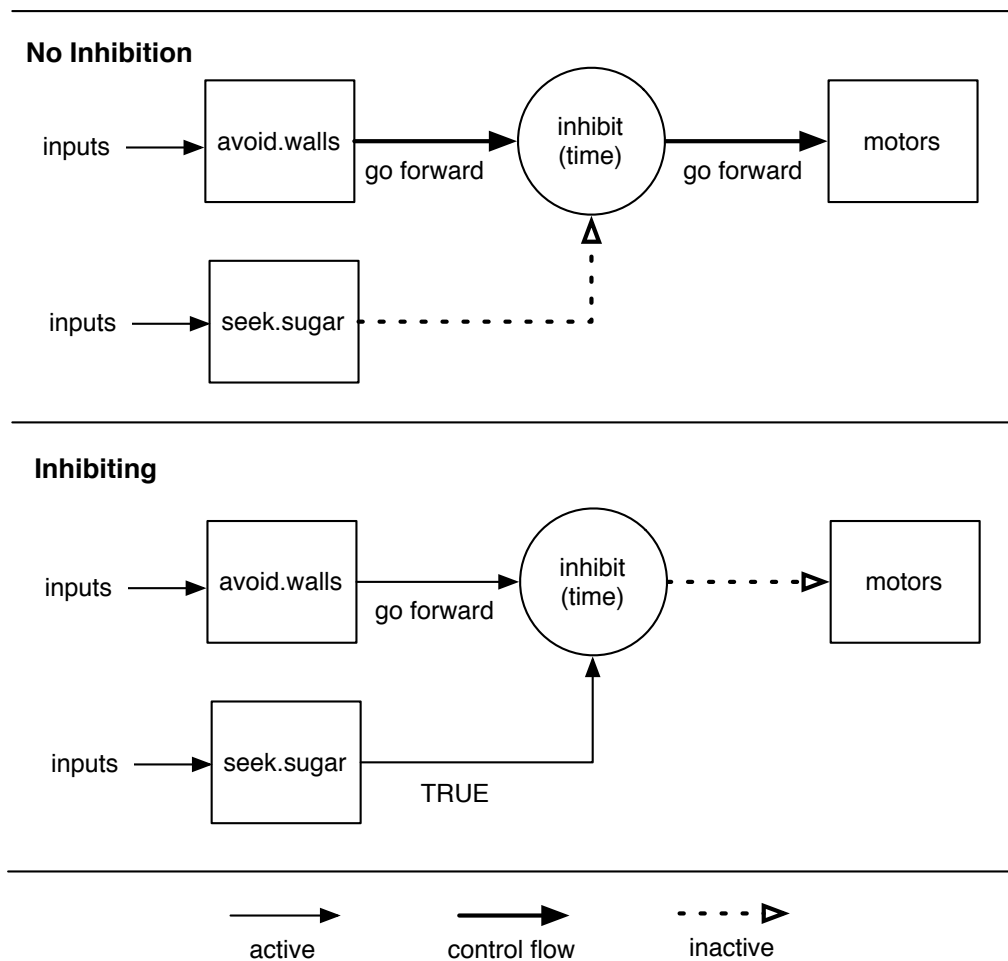 No Inhibition
inputs
avoid.walls
go forward
inhibit
(time)
go forward
motors
inputs
seek.sugar
Inhibiting
inputs
avoid.walls
go forward
inhibit
(time)
motors
inputs
seek.sugar
TRUE
active
control flow
inactive